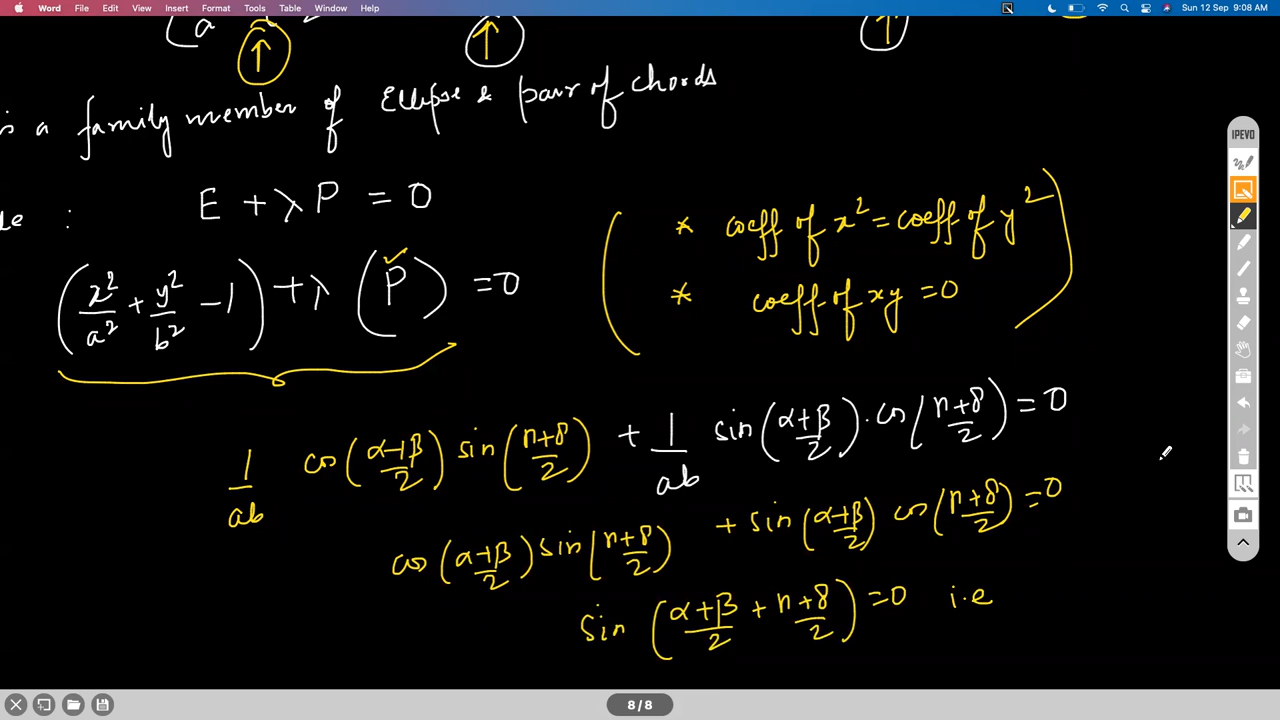 Word File Edit View Insert Format Tools Table Window Help Sun 12 Sep 9:08 AM
(a 2
↑ ↑ ↑
is a family member of Ellipse & pair of chords
E + λP = 0
(x²/a² + y²/b² - 1) + λ (P) = 0
* coeff of x² = coeff of y²
* coeff of xy = 0
1/ab cos(α+β/2) sin(η+δ/2) + 1/ab sin(α+β/2) · cos(η+δ/2) = 0
cos(α+β/2) sin(η+δ/2) + sin(α+β/2) cos(η+δ/2) = 0
sin(α+β/2 + η+δ/2) = 0 i.e
IPEVO
8/8